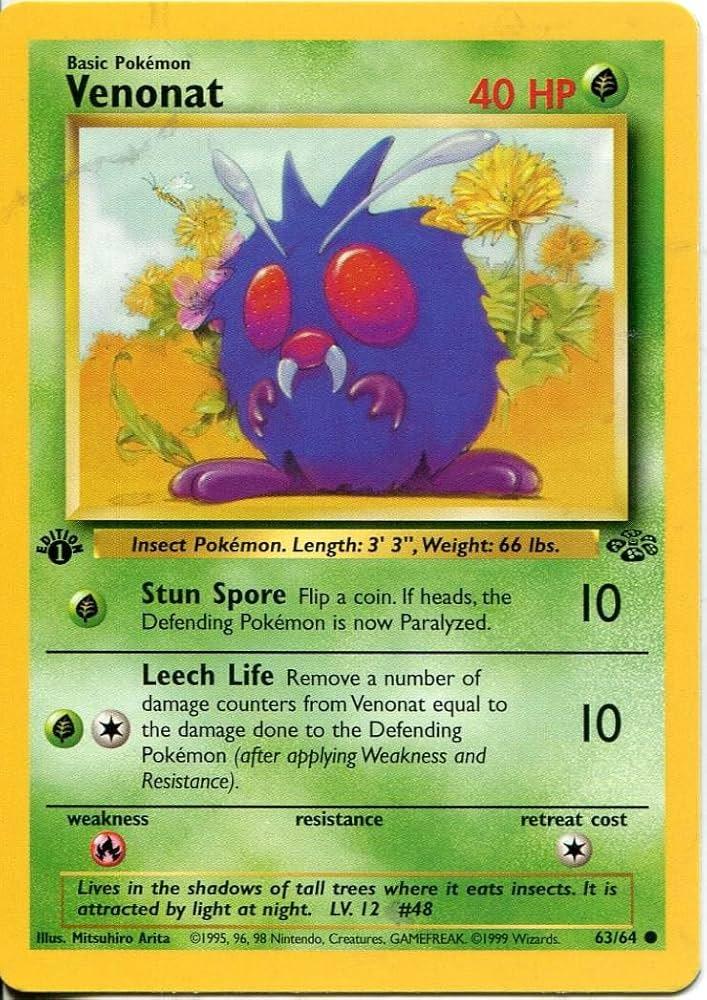 Basic Pokémon
Venonat 40 HP
EDITION
1
Insect Pokémon. Length: 3' 3", Weight: 66 lbs.
Stun Spore Flip a coin. If heads, the 10
Defending Pokémon is now Paralyzed.
Leech Life Remove a number of
damage counters from Venonat equal to
the damage done to the Defending 10
Pokémon (after applying Weakness and
Resistance).
weakness resistance retreat cost
Lives in the shadows of tall trees where it eats insects. It is
attracted by light at night. LV. 12 #48
Illus. Mitsuhiro Arita ©1995, 96, 98 Nintendo, Creatures, GAMEFREAK. ©1999 Wizards. 63/64